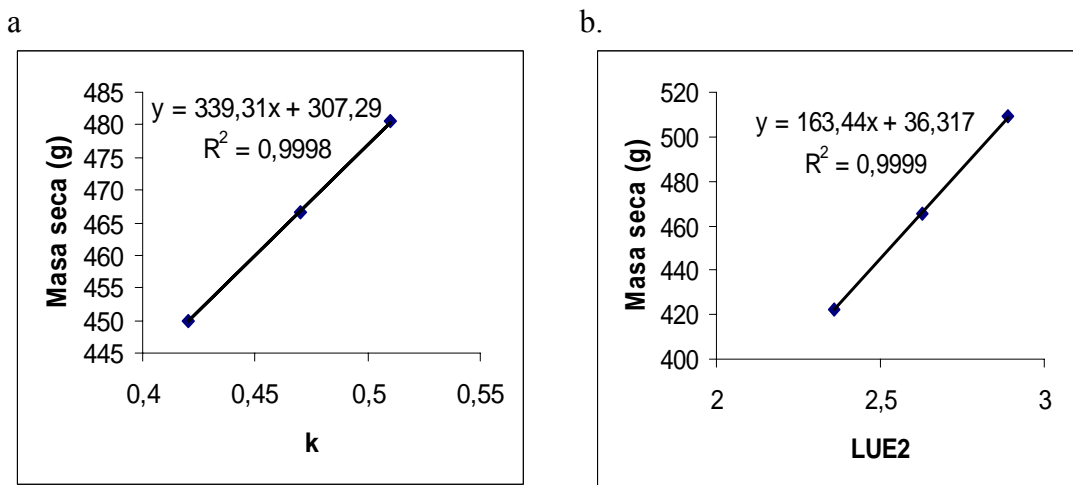 a
485
480
475
470
465
460
455
450
445
Masa seca (g)
y = 339,31x + 307,29
R² = 0,9998
0,4 0,45 0,5 0,55
k
b.
520
500
480
460
440
420
400
Masa seca (g)
y = 163,44x + 36,317
R² = 0,9999
2 2,5 3
LUE2